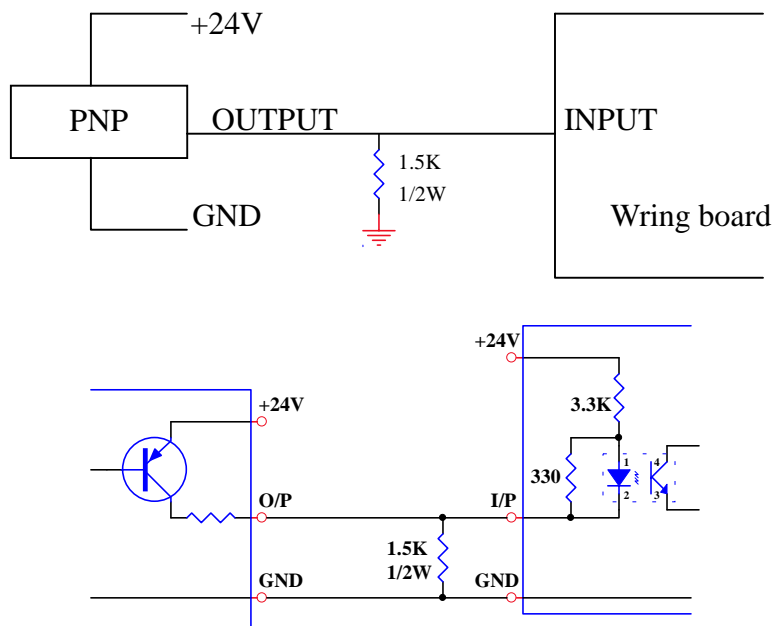 +24V
PNP
OUTPUT
INPUT
1.5K
1/2W
GND
Wring board
+24V
3.3K
+24V
330
1
4
2
3
O/P
I/P
1.5K
1/2W
GND
GND